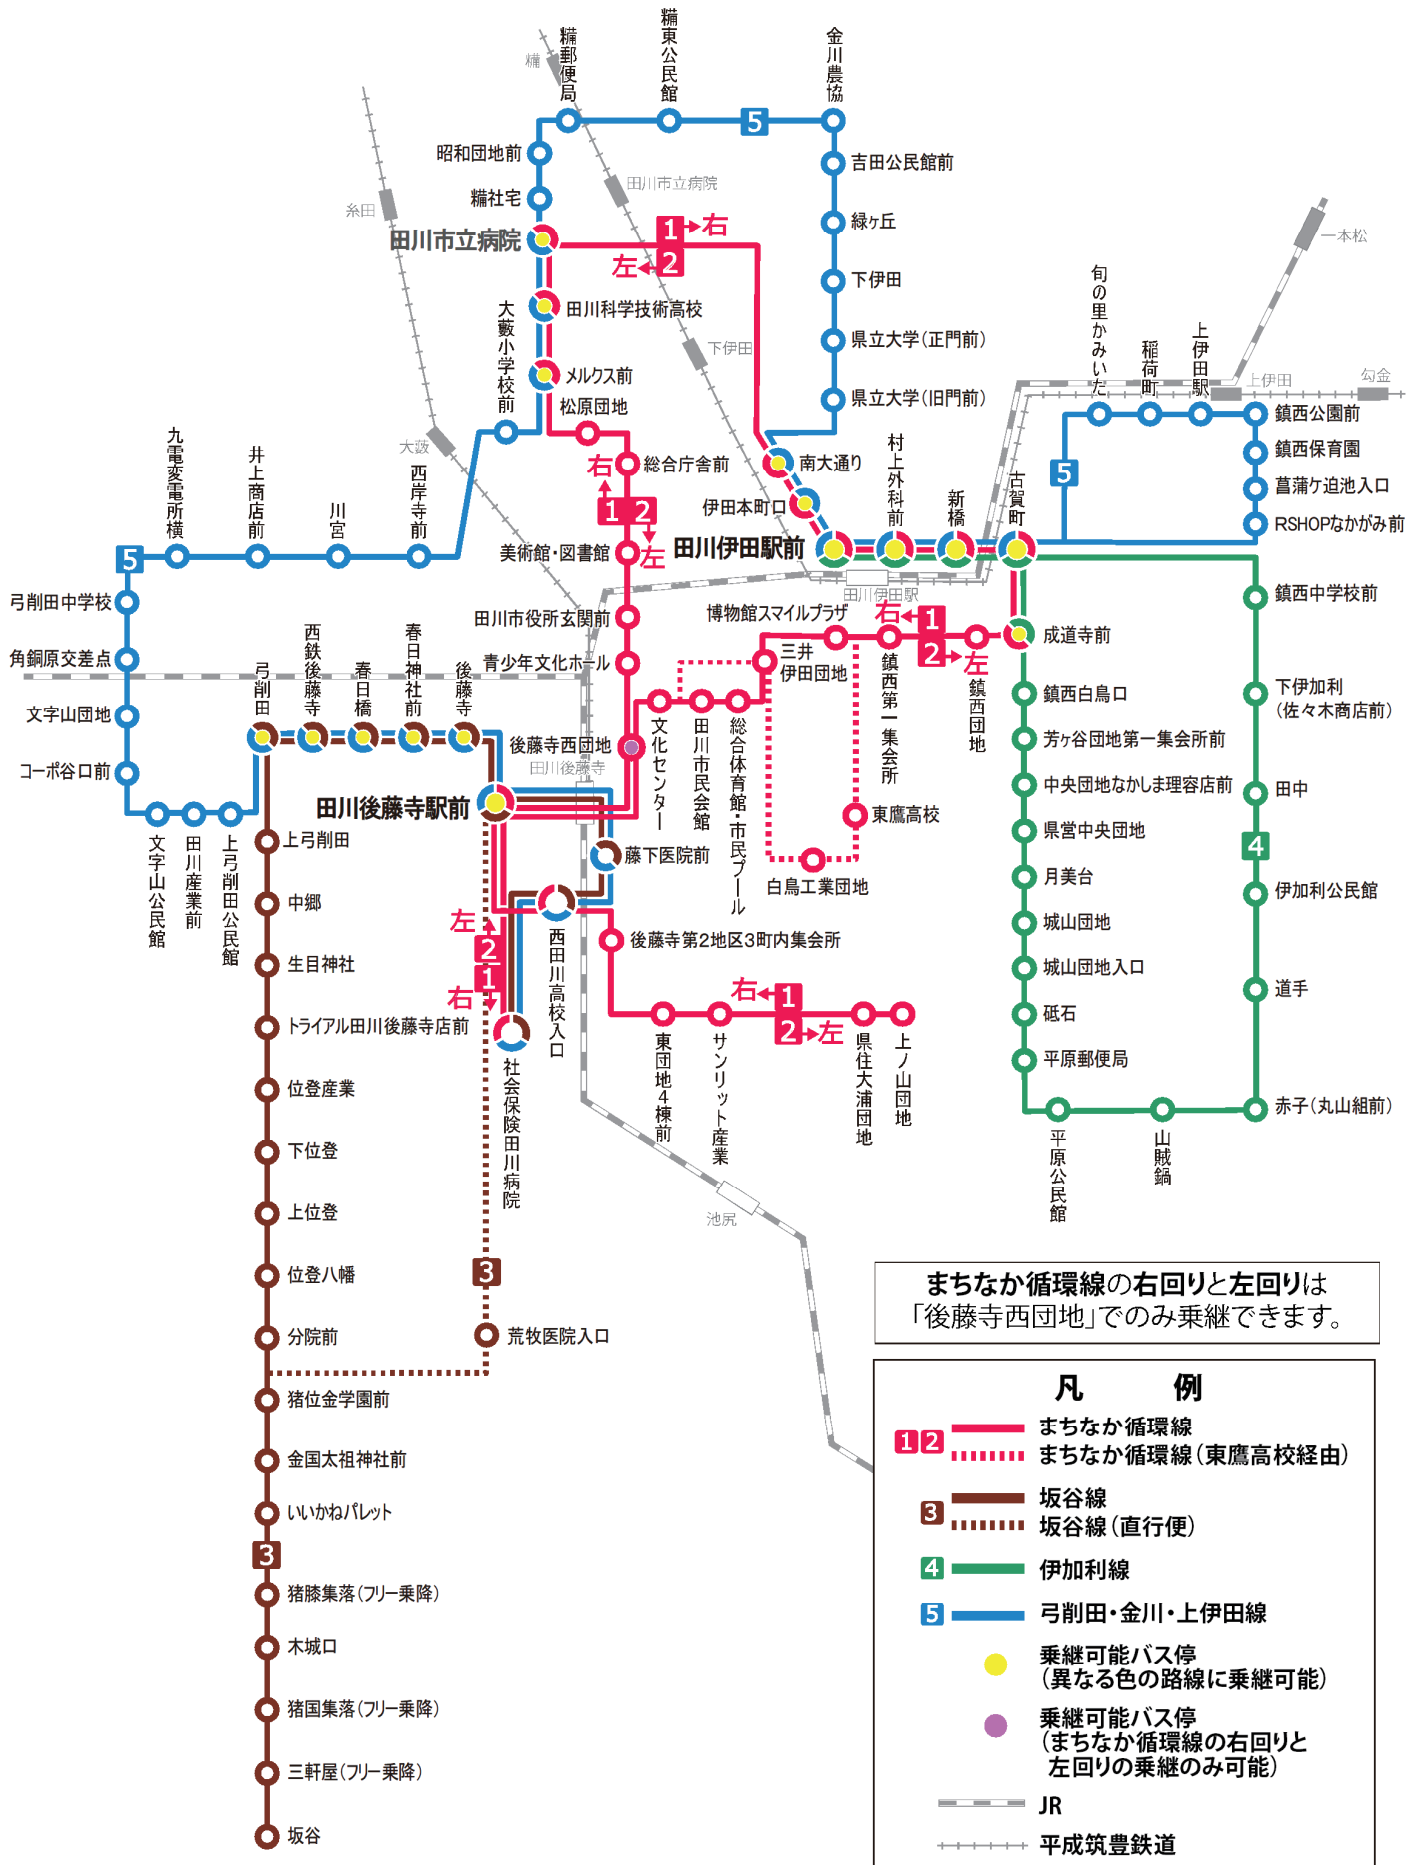 糒
糒郵便局
糒東公民館
金川農協
5
昭和団地前
糒社宅
田川市立病院
田川市立病院
糸田
吉田公民館前
緑ヶ丘
下伊田
県立大学(正門前)
県立大学(旧門前)
1→右
左←2
田川科学技術高校
メルクス前
大藪小学校前
松原団地
下伊田
一本松
旬の里かみいた
稲荷町
上伊田駅
上伊田
勾金
鎮西公園前
鎮西保育園
菖蒲ケ迫池入口
RSHOPなかがみ前
5
大藪
九電変電所横
井上商店前
川宮
西岸寺前
右
1 2
左
総合庁舎前
南大通り
伊田本町口
村上外科前
新橋
古賀町
田川伊田駅前
田川伊田駅
美術館・図書館
5
弓削田中学校
角銅原交差点
文字山団地
コーポ谷口前
文字山公民館
田川産業前
上弓削田公民館
田川市役所玄関前
青少年文化ホール
博物館スマイルプラザ
右←1
2→左
三井
伊田団地
鎮西第一集会所
鎮西団地
成道寺前
鎮西中学校前
弓削田
西鉄後藤寺
春日橋
春日神社前
後藤寺
後藤寺西団地
田川後藤寺
田川後藤寺駅前
文化センター
田川市民会館
総合体育館・市民プール
東鷹高校
白鳥工業団地
鎮西白鳥口
芳ヶ谷団地第一集会所前
中央団地なかしま理容店前
県営中央団地
月美台
城山団地
城山団地入口
砥石
平原郵便局
平原公民館
山賊鍋
下伊加利
(佐々木商店前)
田中
4
伊加利公民館
道手
赤子(丸山組前)
藤下医院前
西田川高校入口
左
2
1
右
社会保険田川病院
後藤寺第2地区3町内集会所
右←1
2→左
東団地4棟前
サンリット産業
県住大浦団地
上ノ山団地
池尻
上弓削田
中郷
生目神社
トライアル田川後藤寺店前
位登産業
下位登
上位登
位登八幡
分院前
3
荒牧医院入口
猪位金学園前
金国太祖神社前
いいかねパレット
3
猪膝集落(フリー乗降)
木城口
猪国集落(フリー乗降)
三軒屋(フリー乗降)
坂谷
まちなか循環線の右回りと左回りは
「後藤寺西団地」でのみ乗継できます。
凡 例
1 2 まちなか循環線
まちなか循環線(東鷹高校経由)
3 坂谷線
坂谷線(直行便)
4 伊加利線
5 弓削田・金川・上伊田線
乗継可能バス停
(異なる色の路線に乗継可能)
乗継可能バス停
(まちなか循環線の右回りと
左回りの乗継のみ可能)
JR
平成筑豊鉄道